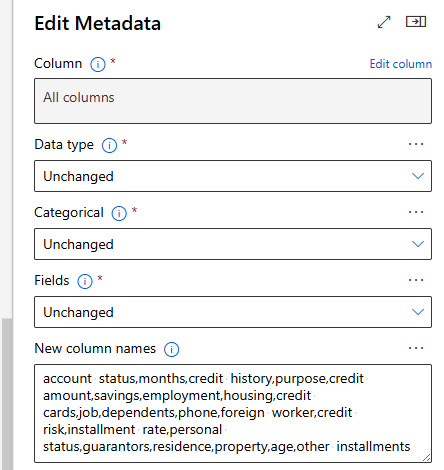 Edit Metadata
Column * Edit column
All columns
Data type * ...
Unchanged
Categorical * ...
Unchanged
Fields * ...
Unchanged
New column names ...
account status,months,credit history,purpose,credit
amount,savings,employment,housing,credit
cards,job,dependents,phone,foreign worker,credit
risk,installment rate,personal
status,guarantors,residence,property,age,other installments